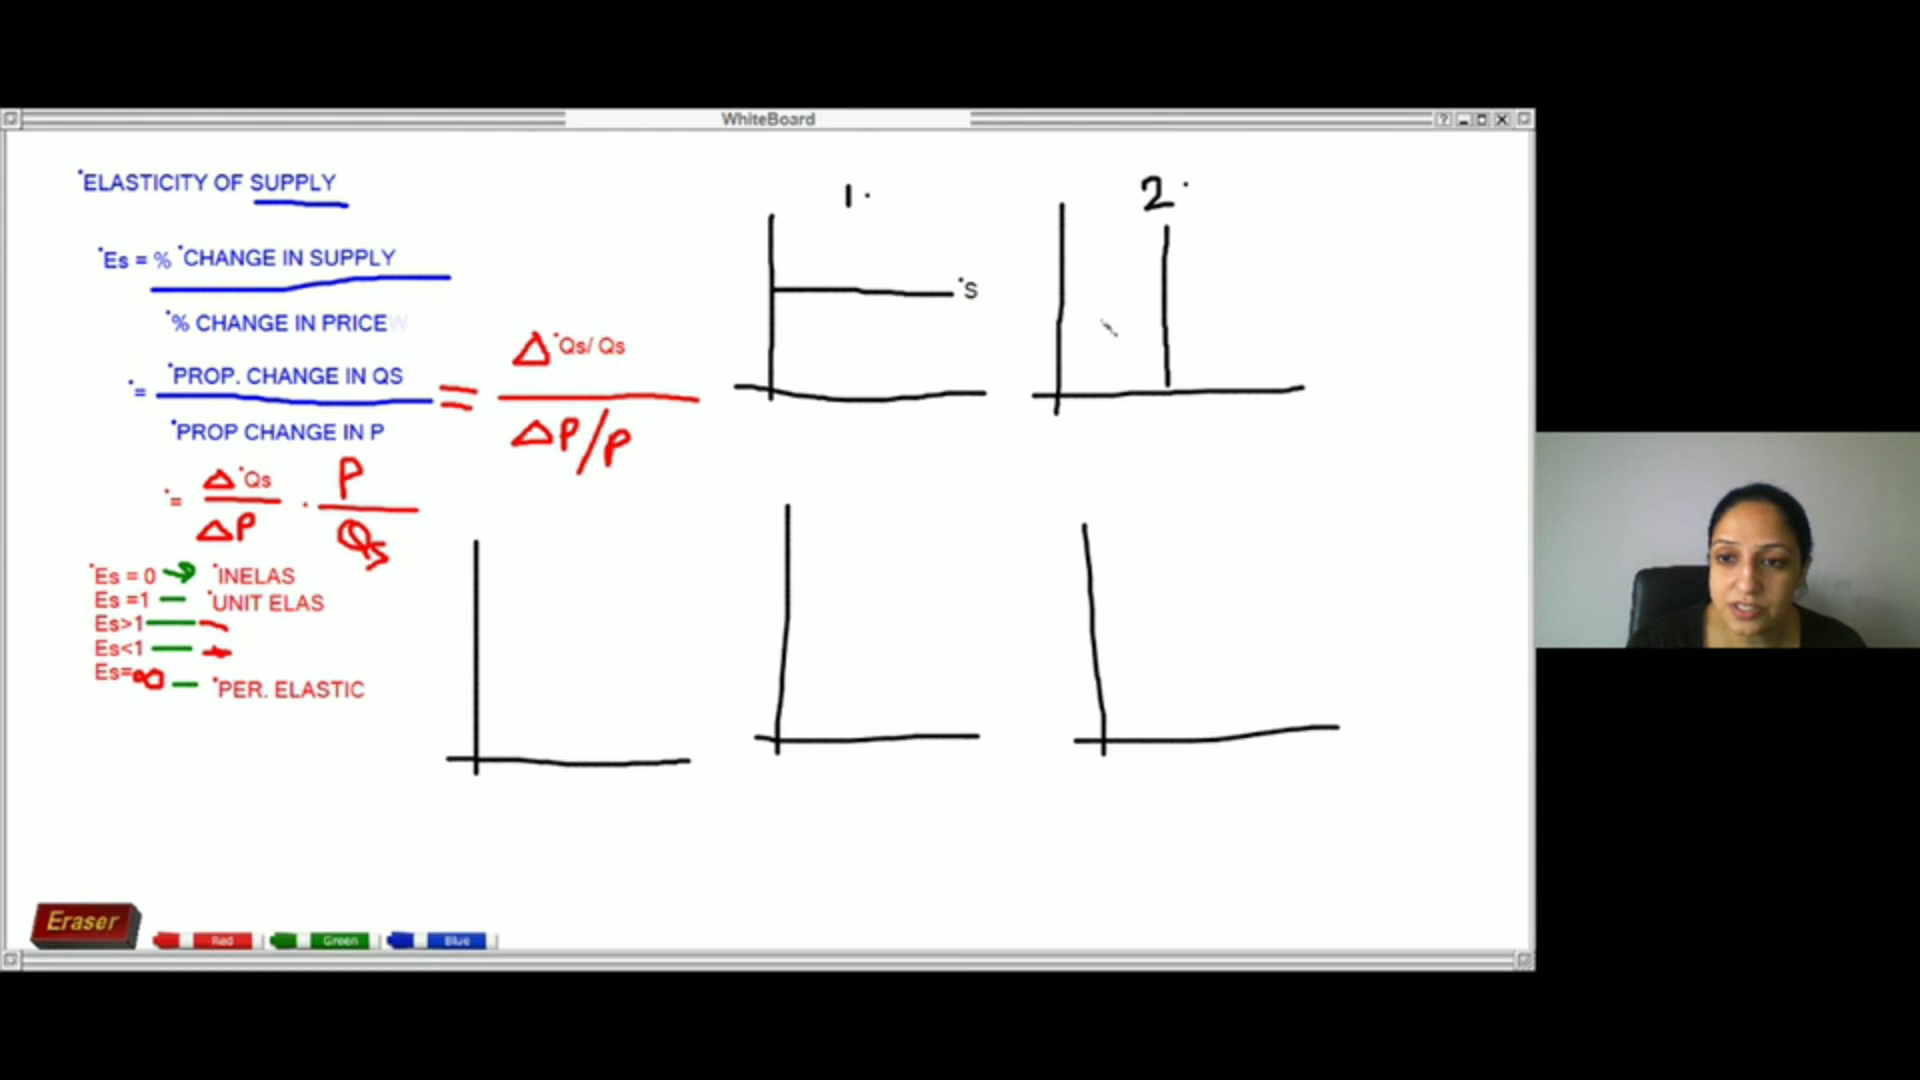 WhiteBoard
ELASTICITY OF SUPPLY
Es = % CHANGE IN SUPPLY
% CHANGE IN PRICE
= PROP. CHANGE IN QS
PROP CHANGE IN P
= Δ Qs/ Qs
ΔP/P
= Δ Qs . P
ΔP Qs
Es = 0 → INELAS
Es =1 — UNIT ELAS
Es>1 —
Es<1 —
Es=∞ — PER. ELASTIC
1.
S
2.
Eraser
Red Green Blue